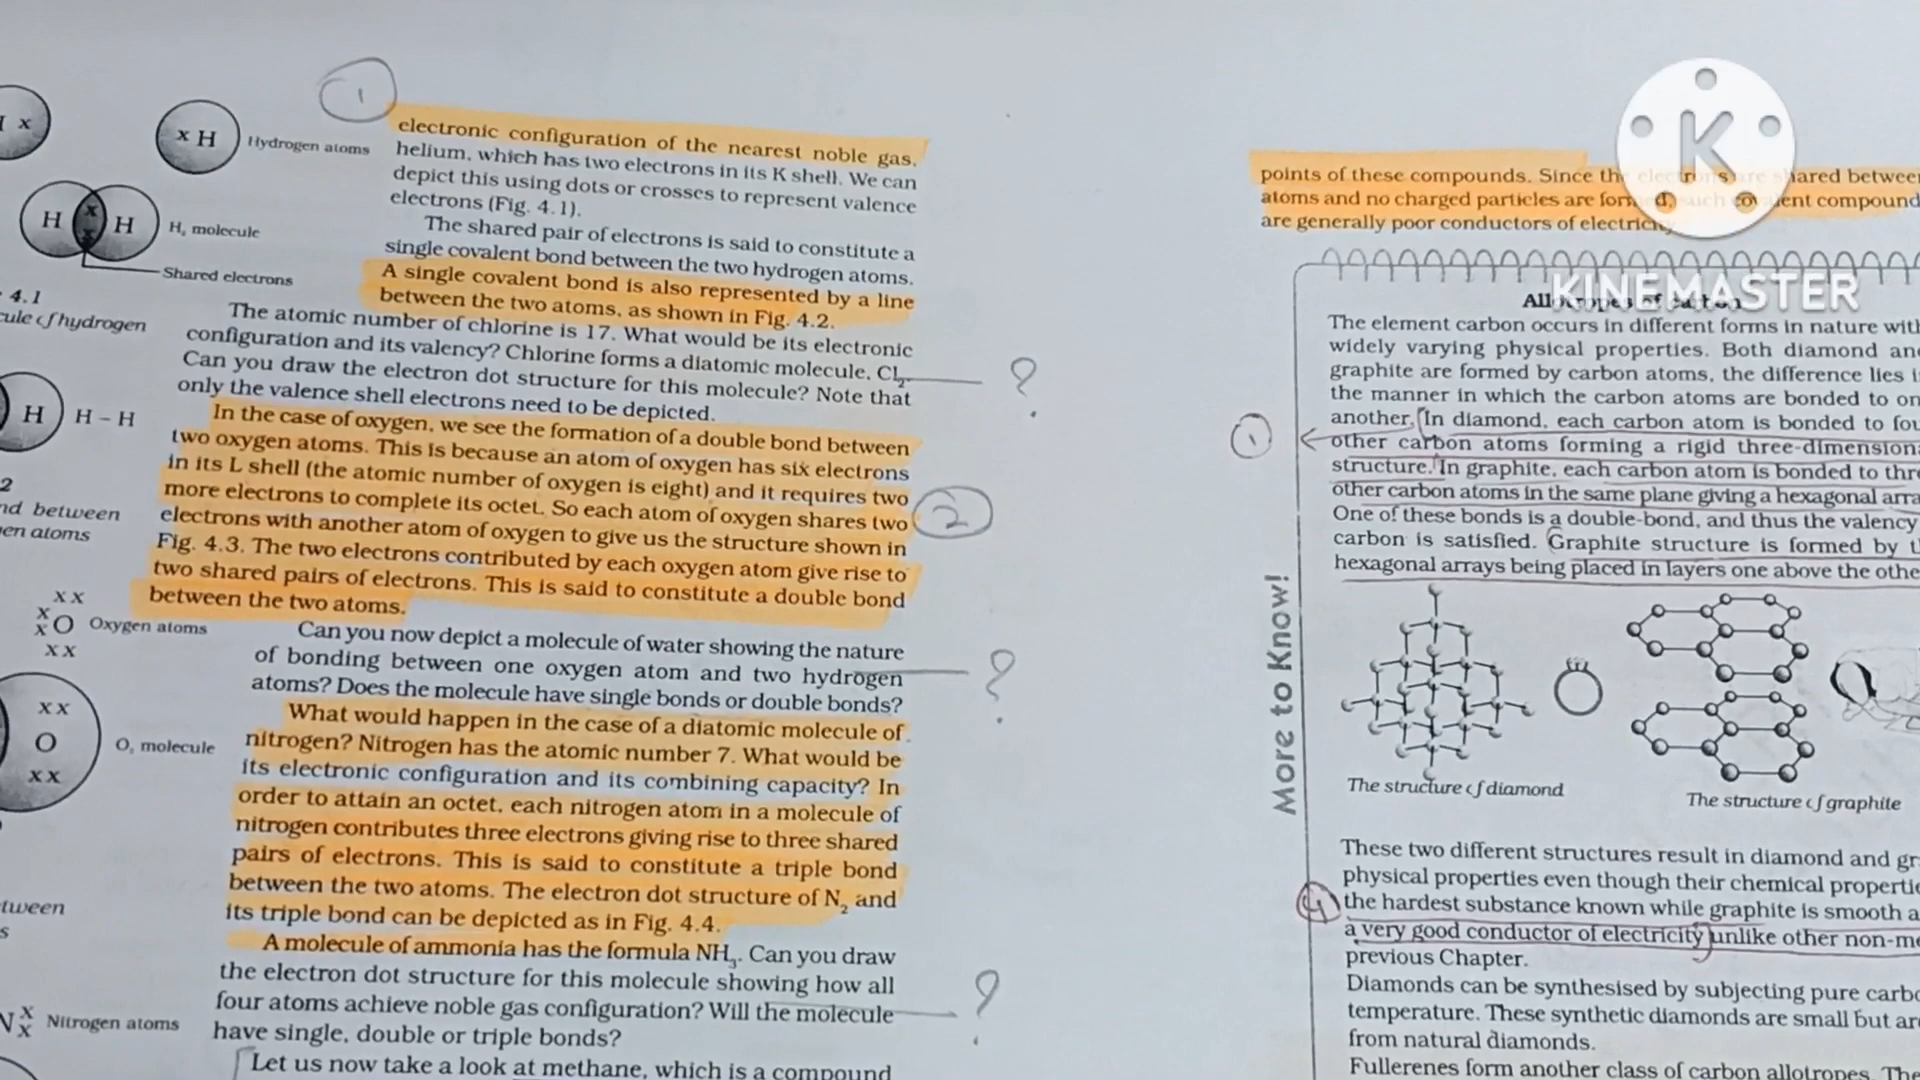 1
electronic configuration of the nearest noble gas,
helium, which has two electrons in its K shell. We can
depict this using dots or crosses to represent valence
electrons (Fig. 4.1).
The shared pair of electrons is said to constitute a
single covalent bond between the two hydrogen atoms.
A single covalent bond is also represented by a line
between the two atoms, as shown in Fig. 4.2.
The atomic number of chlorine is 17. What would be its electronic
configuration and its valency? Chlorine forms a diatomic molecule, Cl₂.
Can you draw the electron dot structure for this molecule? Note that
only the valence shell electrons need to be depicted.
?
In the case of oxygen, we see the formation of a double bond between
two oxygen atoms. This is because an atom of oxygen has six electrons
in its L shell (the atomic number of oxygen is eight) and it requires two
more electrons to complete its octet. So each atom of oxygen shares two
electrons with another atom of oxygen to give us the structure shown in
Fig. 4.3. The two electrons contributed by each oxygen atom give rise to
two shared pairs of electrons. This is said to constitute a double bond
between the two atoms.
2
Can you now depict a molecule of water showing the nature
of bonding between one oxygen atom and two hydrogen
atoms? Does the molecule have single bonds or double bonds?
?
What would happen in the case of a diatomic molecule of
nitrogen? Nitrogen has the atomic number 7. What would be
its electronic configuration and its combining capacity? In
order to attain an octet, each nitrogen atom in a molecule of
nitrogen contributes three electrons giving rise to three shared
pairs of electrons. This is said to constitute a triple bond
between the two atoms. The electron dot structure of N₂ and
its triple bond can be depicted as in Fig. 4.4.
A molecule of ammonia has the formula NH₃. Can you draw
the electron dot structure for this molecule showing how all
four atoms achieve noble gas configuration? Will the molecule
have single, double or triple bonds?
?
Let us now take a look at methane, which is a compound
x
x H
Hydrogen atoms
H x x H
H₂ molecule
Shared electrons
4.1
hydrogen
H
H – H
2
between
atoms
x x
x
x O
x x
Oxygen atoms
x x
O
x x
O₂ molecule
N x
x
Nitrogen atoms
points of these compounds. Since the electrons are shared between
atoms and no charged particles are formed, such covalent compound
are generally poor conductors of electricity.
K
KINEMASTER
Allotropes of carbon
The element carbon occurs in different forms in nature with
widely varying physical properties. Both diamond and
graphite are formed by carbon atoms, the difference lies
the manner in which the carbon atoms are bonded to
another. In diamond, each carbon atom is bonded to
other carbon atoms forming a rigid three-dimension
structure. In graphite, each carbon atom is bonded to
other carbon atoms in the same plane giving a hexagonal
One of these bonds is a double-bond, and thus the valency
carbon is satisfied. Graphite structure is formed by
hexagonal arrays being placed in layers one above the
1
More to Know!
The structure of diamond
The structure of graphite
These two different structures result in diamond and
physical properties even though their chemical
4
the hardest substance known while graphite is smooth
a very good conductor of electricity unlike other
previous Chapter.
Diamonds can be synthesised by subjecting pure
temperature. These synthetic diamonds are small but
from natural diamonds.
Fullerenes form another class of carbon allotropes.